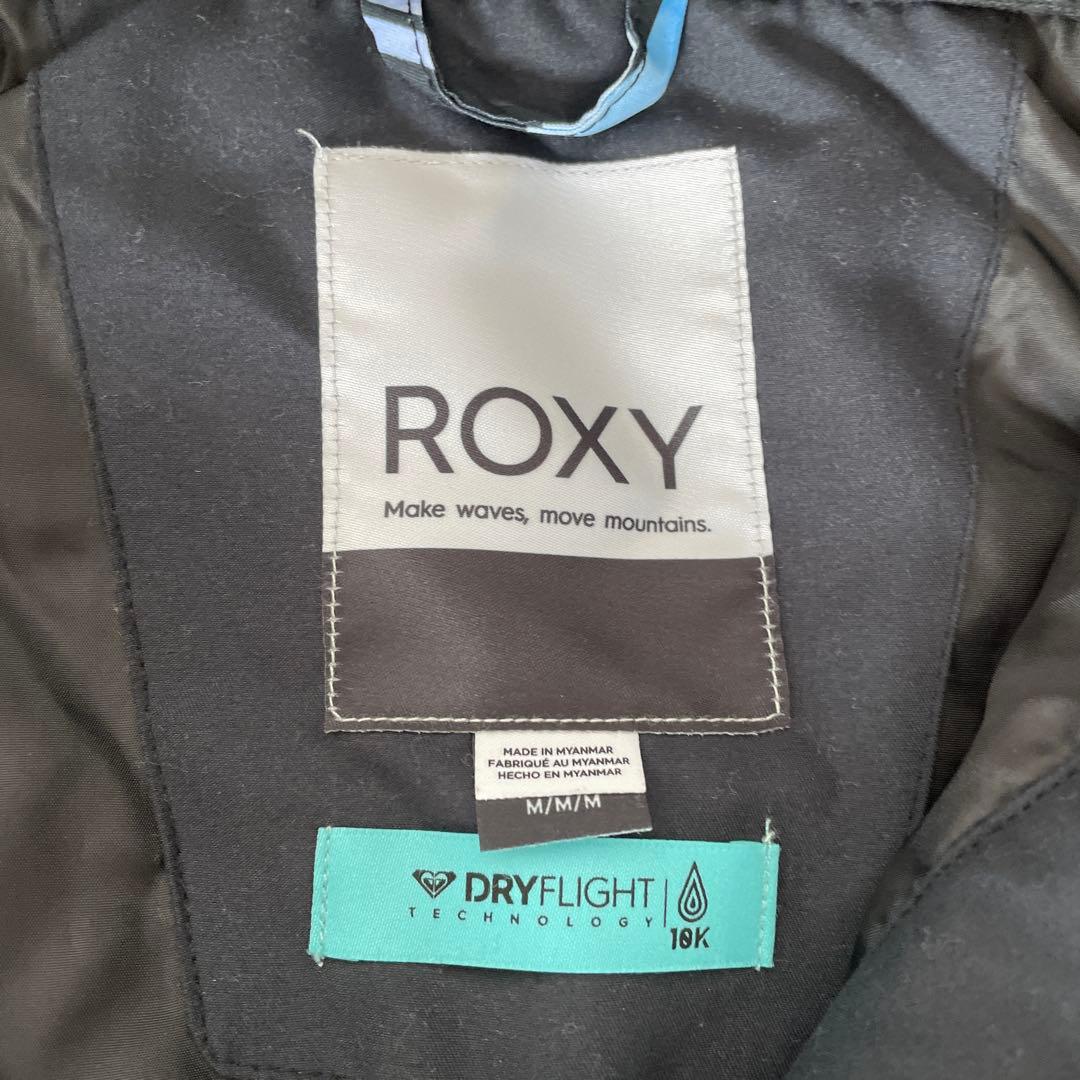 ROXY
Make waves, move mountains.
MADE IN MYANMAR
FABRIQUÉ AU MYANMAR
HECHO EN MYANMAR
M/M/M
DRYFLIGHT
TECHNOLOGY
10K